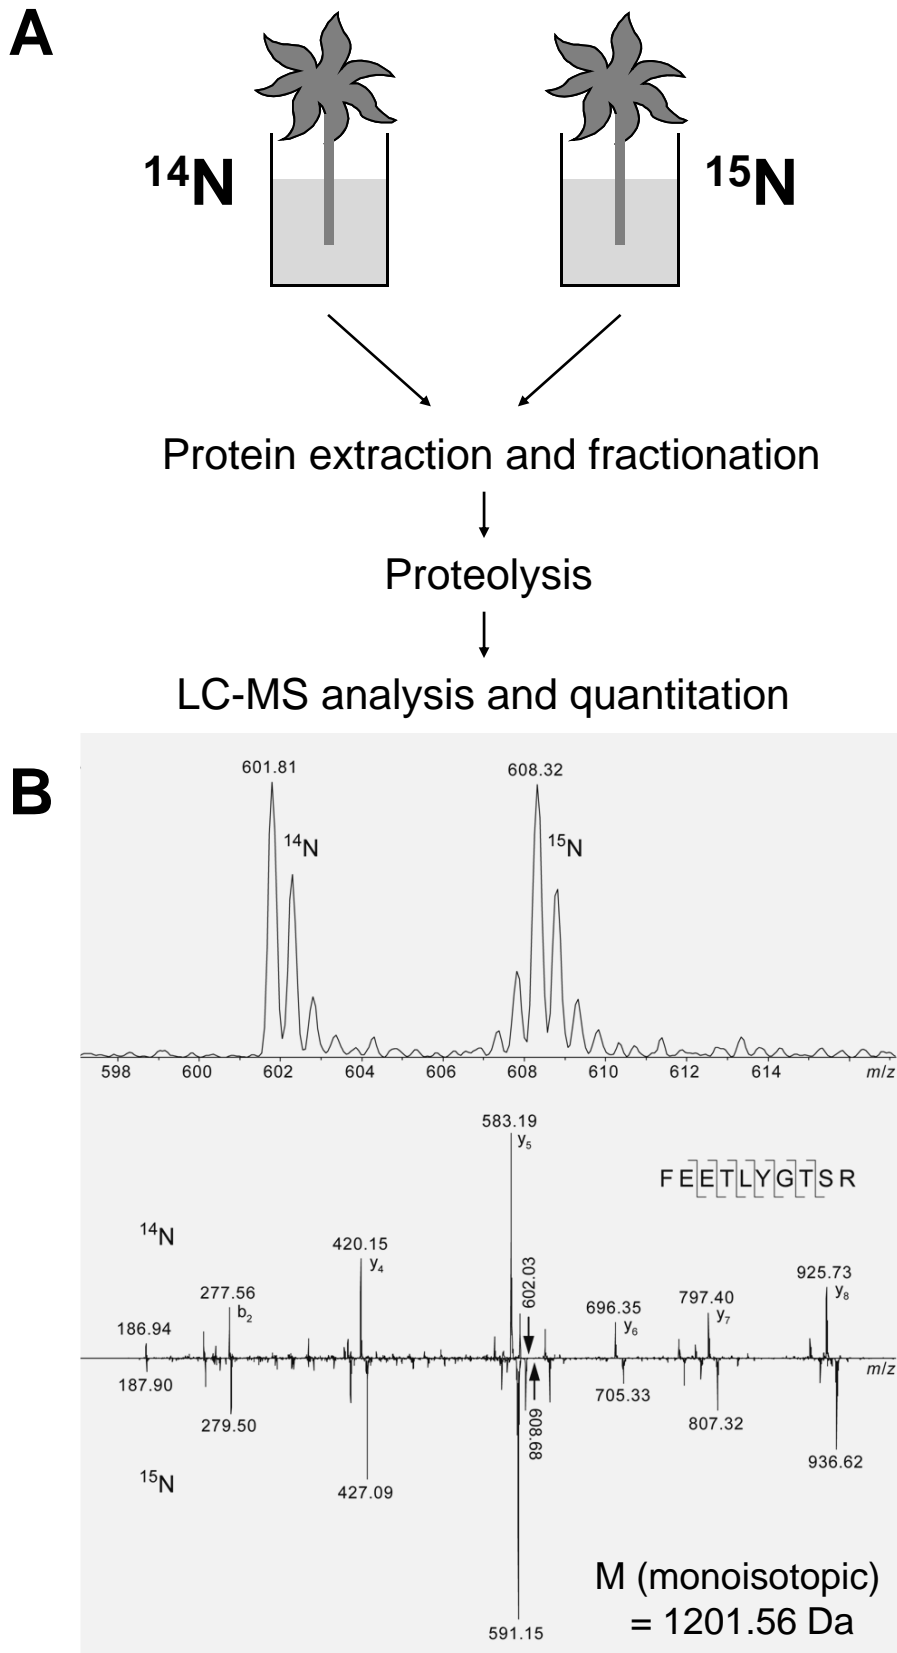 A
¹⁴N
¹⁵N
Protein extraction and fractionation
Proteolysis
LC-MS analysis and quantitation
B
601.81
608.32
¹⁴N
¹⁵N
598 600 602 604 606 608 610 612 614 m/z
583.19
y₅
FEETLYGTSR
¹⁴N
420.15
y₄
602.03
925.73
y₈
277.56
b₂
797.40
y₇
696.35
y₆
186.94
m/z
187.90
279.50
705.33
807.32
608.68
936.62
¹⁵N
427.09
M (monoisotopic)
= 1201.56 Da
591.15